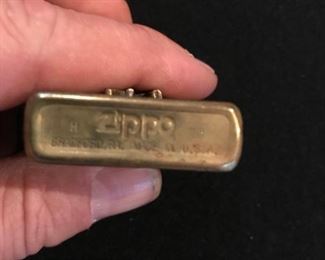 H Zippo
BRADFORD, PA. MADE IN U.S.A.